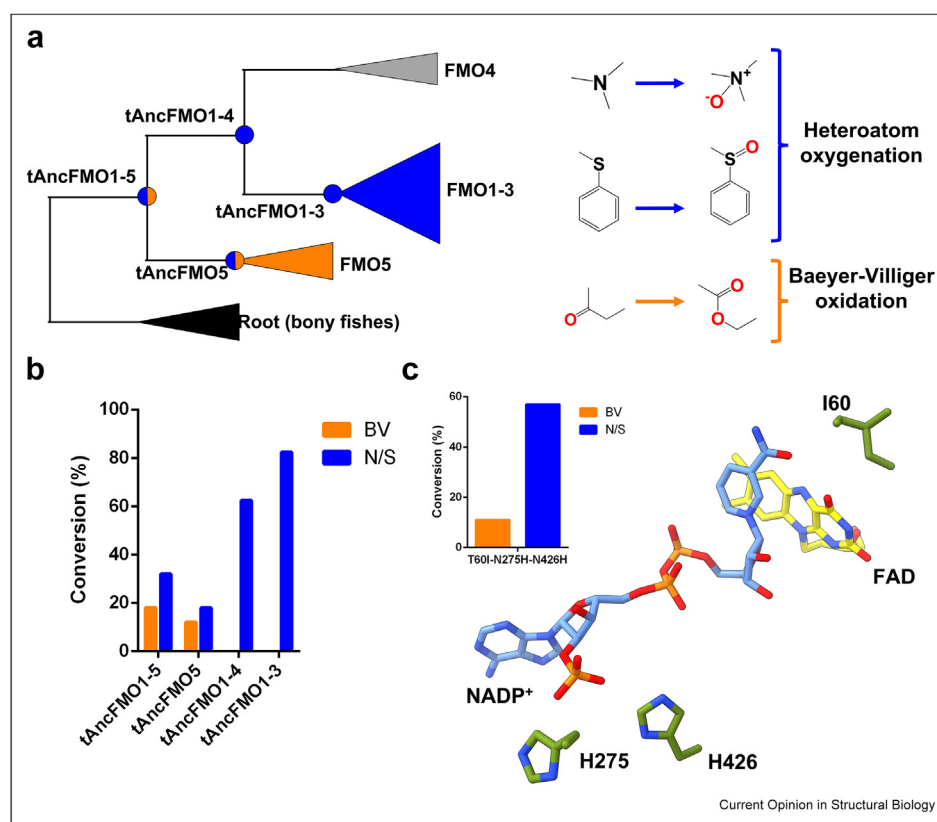 a
FMO4
tAncFMO1-4
tAncFMO1-5
FMO1-3
tAncFMO1-3
tAncFMO5
FMO5
Root (bony fishes)
N
N+
-O
S
S
O
Heteroatom
oxygenation
O
O
O
Baeyer-Villiger
oxidation
b
100
80
60
40
20
0
Conversion (%)
BV
N/S
tAncFMO1-5
tAncFMO5
tAncFMO1-4
tAncFMO1-3
c
60
40
20
0
Conversion (%)
BV
N/S
T60I-N275H-N426H
I60
FAD
NADP+
H275
H426
Current Opinion in Structural Biology